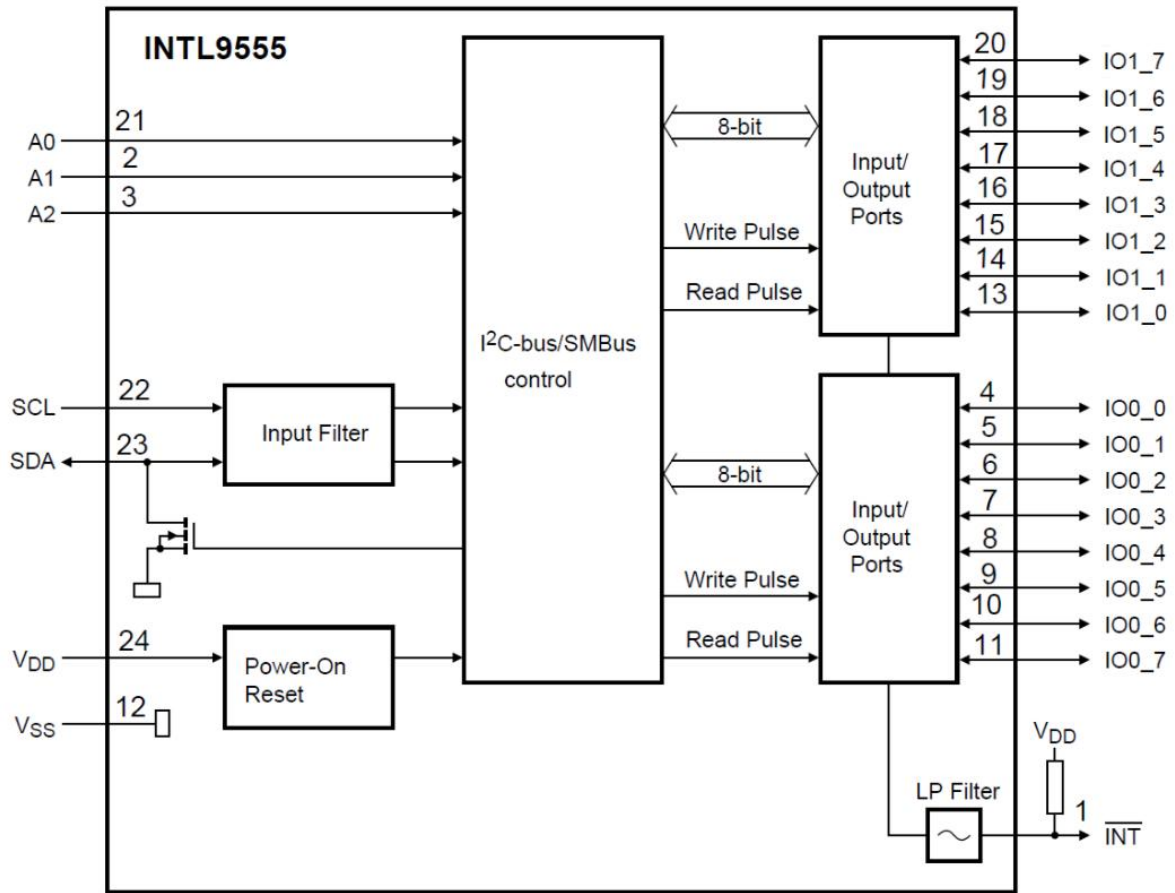 INTL9555
A0
21
A1
2
A2
3
SCL
22
SDA
23
VDD
24
VSS
12
Input Filter
Power-On
Reset
I²C-bus/SMBus
control
8-bit
Write Pulse
Read Pulse
8-bit
Write Pulse
Read Pulse
Input/
Output
Ports
Input/
Output
Ports
20 IO1_7
19 IO1_6
18 IO1_5
17 IO1_4
16 IO1_3
15 IO1_2
14 IO1_1
13 IO1_0
4 IO0_0
5 IO0_1
6 IO0_2
7 IO0_3
8 IO0_4
9 IO0_5
10 IO0_6
11 IO0_7
VDD
LP Filter
1 INT